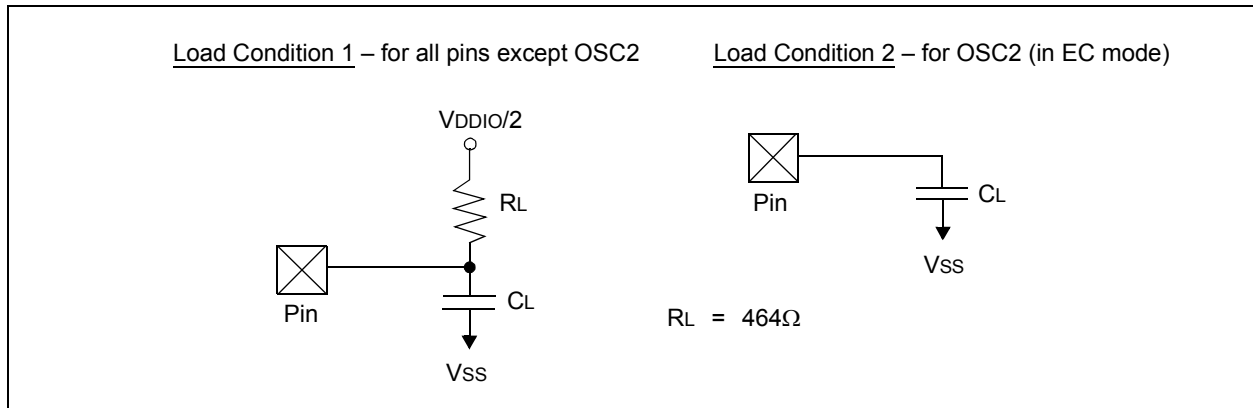 Load Condition 1 – for all pins except OSC2
Load Condition 2 – for OSC2 (in EC mode)
VDDIO/2
RL
Pin
CL
VSS
Pin
CL
VSS
RL = 464Ω